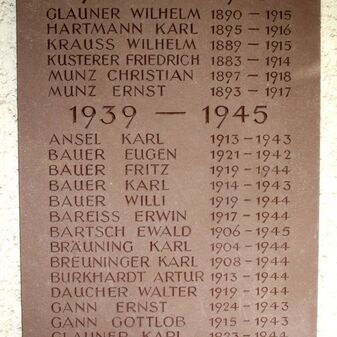 GLAUNER WILHELM 1890 – 1915
HARTMANN KARL 1895 – 1916
KRAUSS WILHELM 1889 – 1915
KUSTERER FRIEDRICH 1883 – 1914
MUNZ CHRISTIAN 1897 – 1918
MUNZ ERNST 1893 – 1917
1939 — 1945
ANSEL KARL 1913 – 1943
BAUER EUGEN 1921 – 1942
BAUER FRITZ 1919 – 1944
BAUER KARL 1914 – 1943
BAUER WILLI 1919 – 1944
BAREISS ERWIN 1917 – 1944
BARTSCH EWALD 1906 – 1945
BRÄUNING KARL 1904 – 1944
BREUNINGER KARL 1908 – 1944
BURKHARDT ARTUR 1913 – 1944
DAUCHER WALTER 1919 – 1944
GANN ERNST 1924 – 1943
GANN GOTTLOB 1915 – 1943
GLAUNER KARL 1923 – 1944